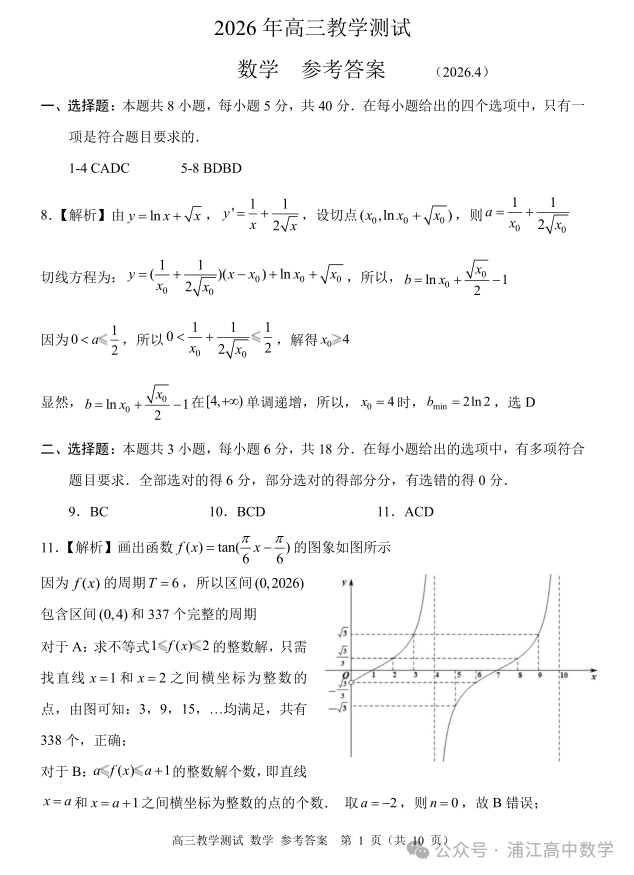 2026 年高三教学测试
数学 参考答案 （2026.4）
一、选择题：本题共 8 小题，每小题 5 分，共 40 分．在每小题给出的四个选项中，只有一
项是符合题目要求的．
1-4 CADC 5-8 BDBD
8.【解析】由 y = ln x + √x ，y' = 1/x + 1/(2√x) ，设切点 (x₀, ln x₀ + √x₀) ，则 a = 1/x₀ + 1/(2√x₀)
切线方程为：y = (1/x₀ + 1/(2√x₀))(x − x₀) + ln x₀ + √x₀ ，所以，b = ln x₀ + √x₀/2 − 1
因为 0 < a ⩽ 1/2 ，所以 0 < 1/x₀ + 1/(2√x₀) ⩽ 1/2 ，解得 x₀ ⩾ 4
显然，b = ln x₀ + √x₀/2 − 1 在 [4,+∞) 单调递增，所以，x₀ = 4 时，b_min = 2ln 2 ，选 D
二、选择题：本题共 3 小题，每小题 6 分，共 18 分．在每小题给出的选项中，有多项符合
题目要求．全部选对的得 6 分，部分选对的得部分分，有选错的得 0 分．
9．BC 10．BCD 11．ACD
11.【解析】画出函数 f(x) = tan(π/6 x − π/6) 的图象如图所示
因为 f(x) 的周期 T = 6 ，所以区间 (0,2026)
包含区间 (0,4) 和 337 个完整的周期
对于 A：求不等式 1 ⩽ f(x) ⩽ 2 的整数解，只需
找直线 x = 1 和 x = 2 之间横坐标为整数的
点，由图可知：3，9，15，…均满足，共有
338 个，正确；
对于 B：a ⩽ f(x) ⩽ a + 1 的整数解个数，即直线
x = a 和 x = a + 1 之间横坐标为整数的点的个数． 取 a = −2 ，则 n = 0 ，故 B 错误；
y
√3
√3/3
O 1 2 3 4 5 6 7 8 9 10 x
−√3/3
−√3
高三教学测试 数学 参考答案 第 1 页（共 10 页）
公众号 · 浦江高中数学